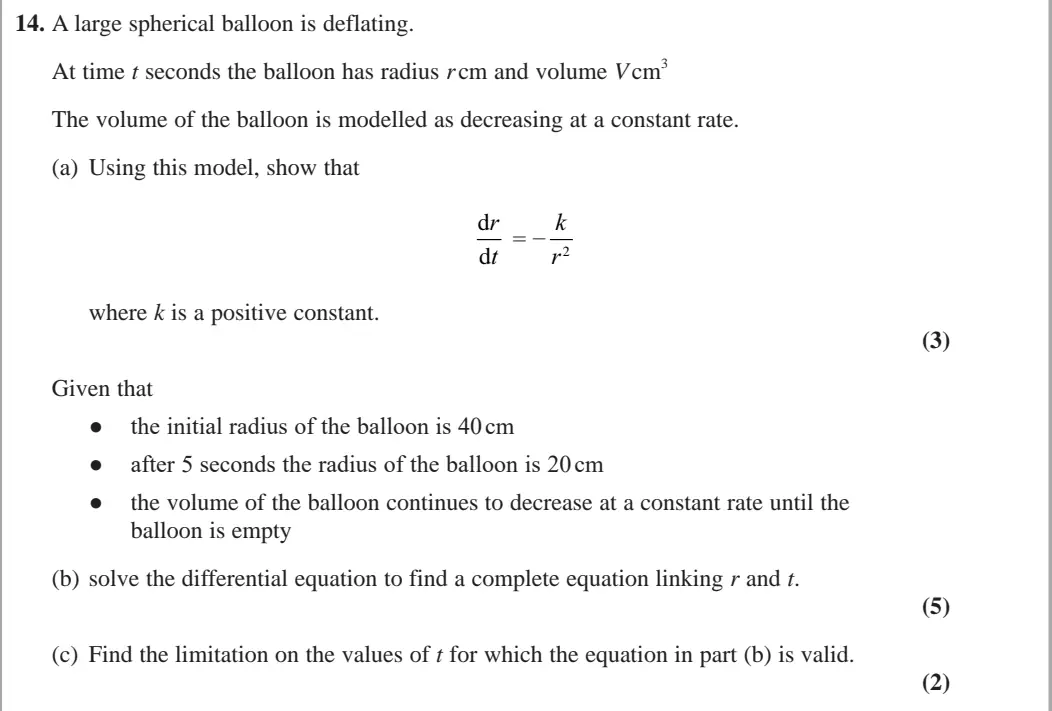 14. A large spherical balloon is deflating.
At time t seconds the balloon has radius r cm and volume V cm³
The volume of the balloon is modelled as decreasing at a constant rate.
(a) Using this model, show that
dr/dt = −k/r²
where k is a positive constant.
(3)
Given that
● the initial radius of the balloon is 40 cm
● after 5 seconds the radius of the balloon is 20 cm
● the volume of the balloon continues to decrease at a constant rate until the
balloon is empty
(b) solve the differential equation to find a complete equation linking r and t.
(5)
(c) Find the limitation on the values of t for which the equation in part (b) is valid.
(2)